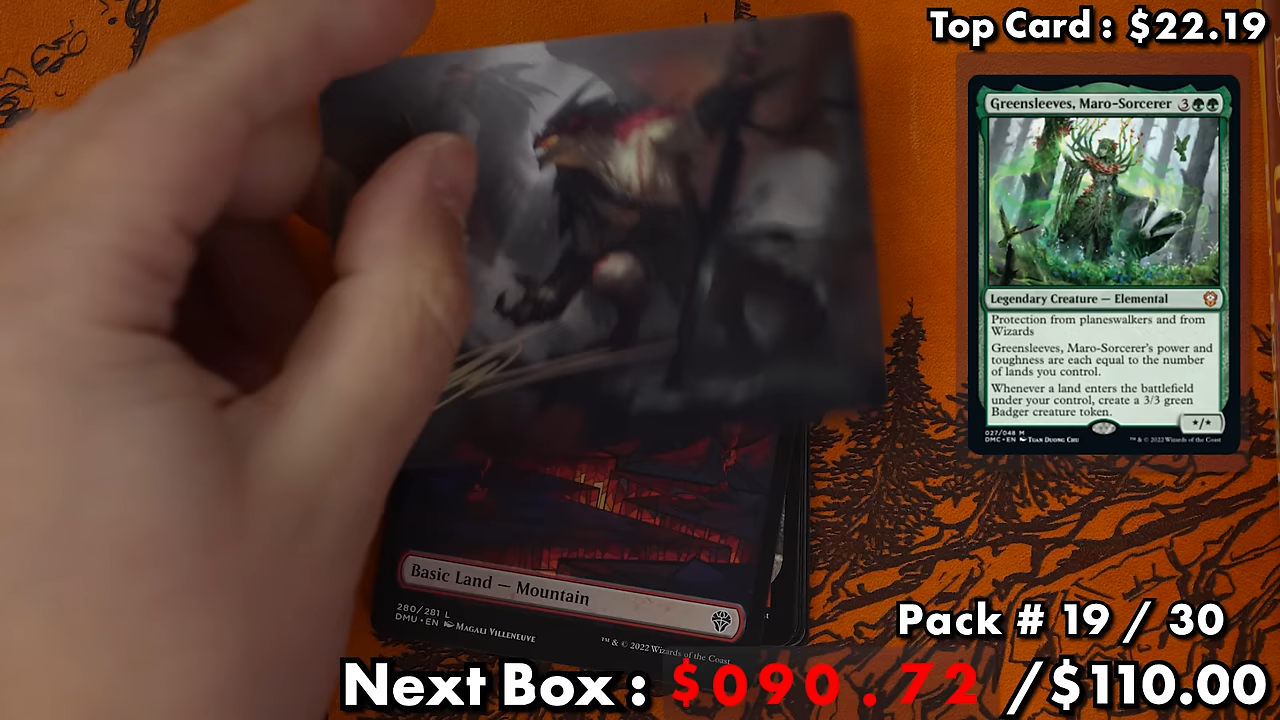 Top Card : $22.19
Greensleeves, Maro-Sorcerer 3
Legendary Creature — Elemental
Protection from planeswalkers and from
Wizards
Greensleeves, Maro-Sorcerer's power and
toughness are each equal to the number
of lands you control.
Whenever a land enters the battlefield
under your control, create a 3/3 green
Badger creature token.
*/*
027/048 M
DMC • EN Tuan Duong Chu
™ & © 2022 Wizards of the Coast
Basic Land — Mountain
280/281 L
DMU • EN Magali Villeneuve
™ & © 2022 Wizards of the Coast
Pack # 19 / 30
Next Box : $090.72 /$110.00